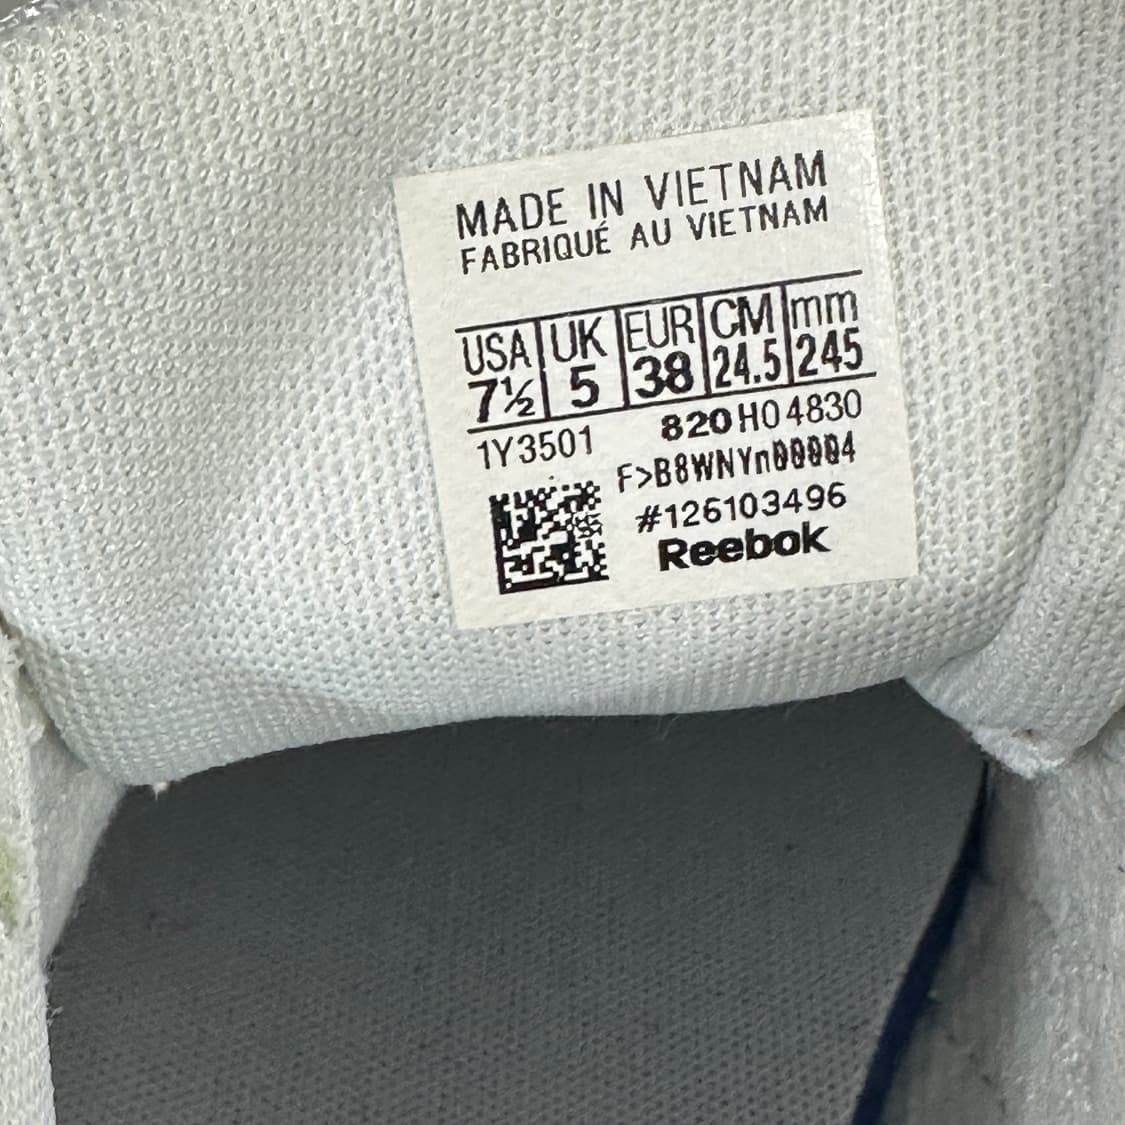 MADE IN VIETNAM
FABRIQUÉ AU VIETNAM
USA UK EUR CM mm
7½ 5 38 24.5 245
1Y3501 820 H04830
#126103496
Reebok